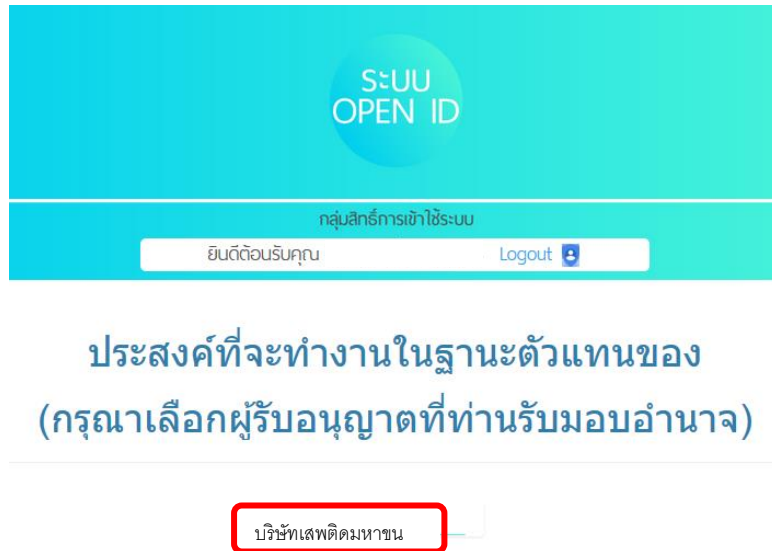 ระบบ
OPEN ID
กลุ่มสิทธิ์การเข้าใช้ระบบ
ยินดีต้อนรับคุณ
Logout
ประสงค์ที่จะทำงานในฐานะตัวแทนของ
(กรุณาเลือกผู้รับอนุญาตที่ท่านรับมอบอำนาจ)
บริษัทเสพติดมหาขน